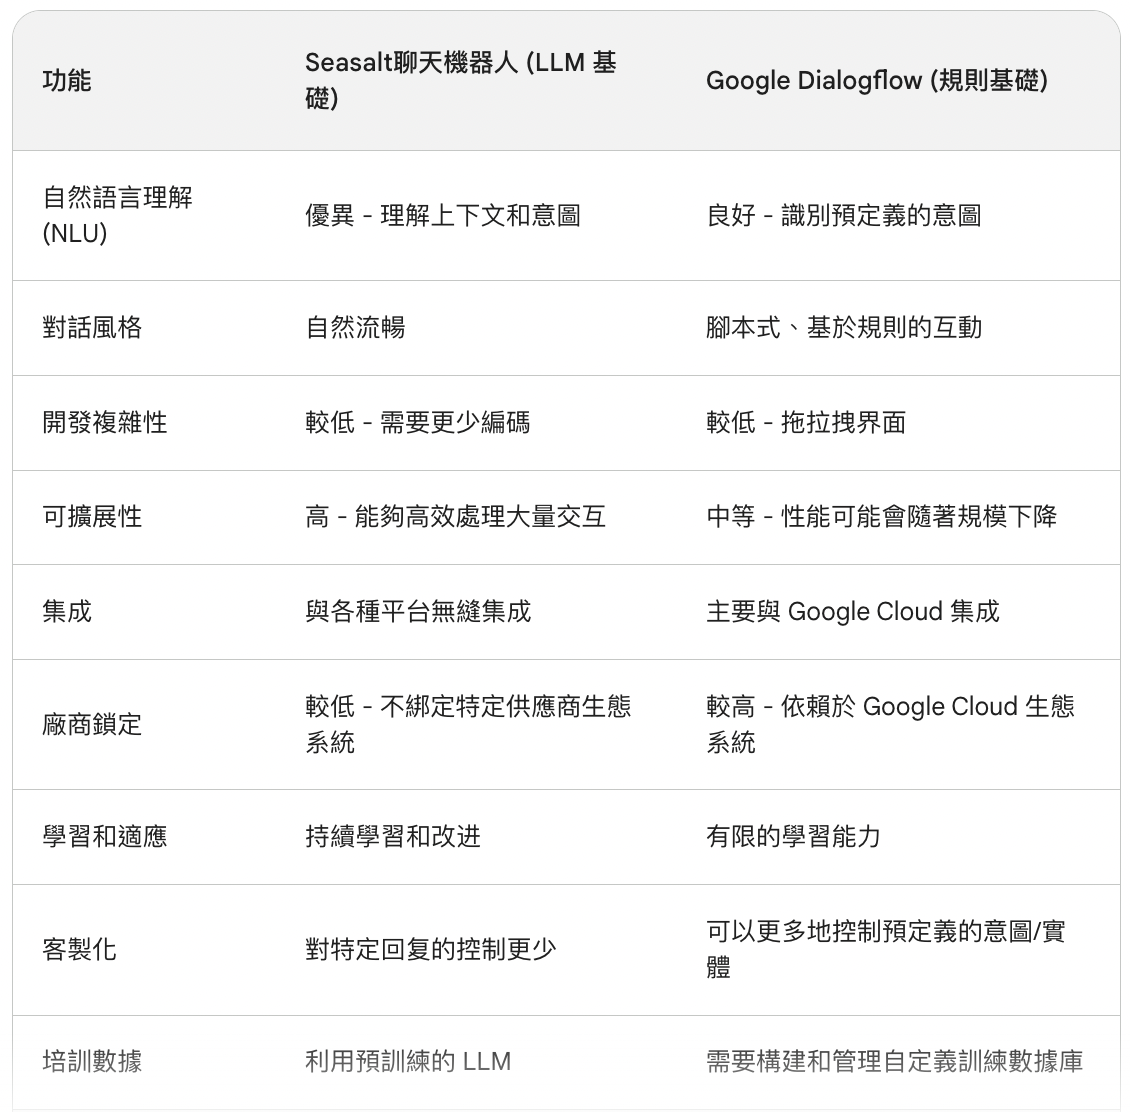 功能
Seasalt聊天機器人 (LLM 基
礎)
Google Dialogflow (規則基礎)
自然語言理解
(NLU)
優異 - 理解上下文和意圖
良好 - 識別預定義的意圖
對話風格
自然流暢
腳本式、基於規則的互動
開發複雜性
較低 - 需要更少編碼
較低 - 拖拉拽界面
可擴展性
高 - 能夠高效處理大量交互
中等 - 性能可能會隨著規模下降
集成
與各種平台無縫集成
主要與 Google Cloud 集成
廠商鎖定
較低 - 不綁定特定供應商生態
系統
較高 - 依賴於 Google Cloud 生態
系統
學習和適應
持續學習和改进
有限的學習能力
客製化
對特定回复的控制更少
可以更多地控制預定義的意圖/實
體
培訓數據
利用預訓練的 LLM
需要構建和管理自定義訓練數據庫